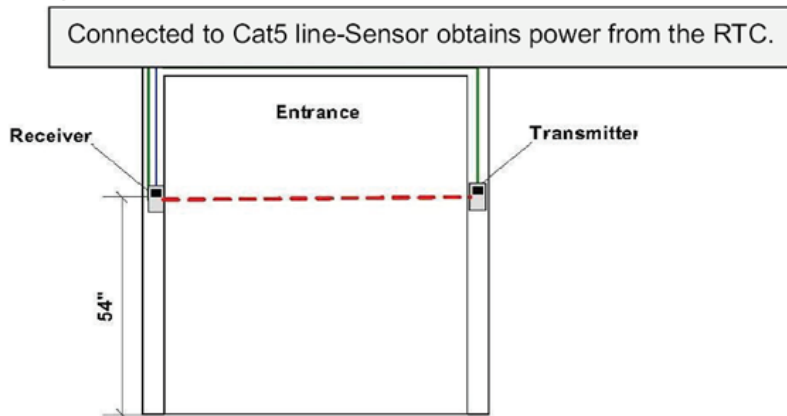 Connected to Cat5 line-Sensor obtains power from the RTC.
Entrance
Receiver
Transmitter
54"